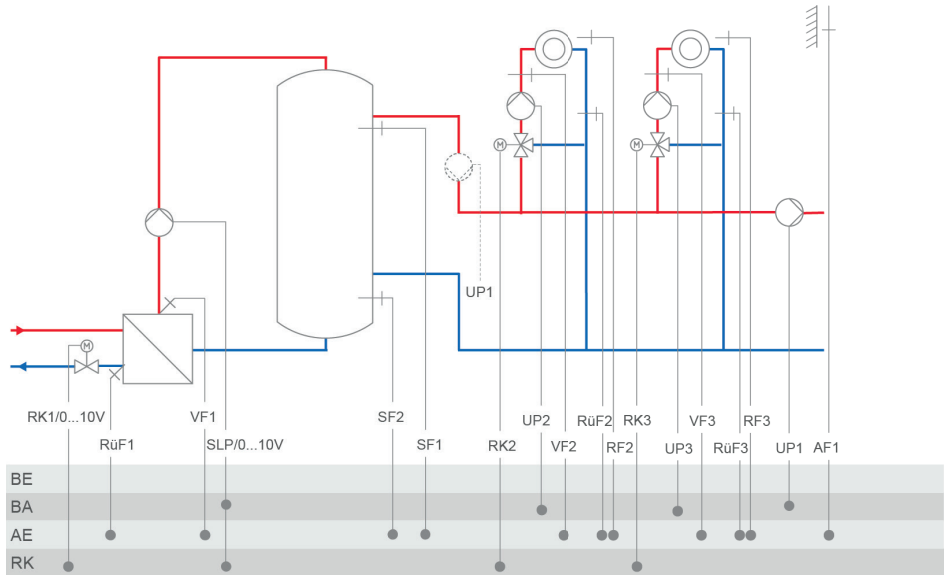 M
M
M
UP1
RK1/0...10V
VF1
SF2
UP2
RüF2
RK3
VF3
RF3
RüF1
SLP/0...10V
SF1
RK2
VF2
RF2
UP3
RüF3
UP1
AF1
BE
BA
AE
RK